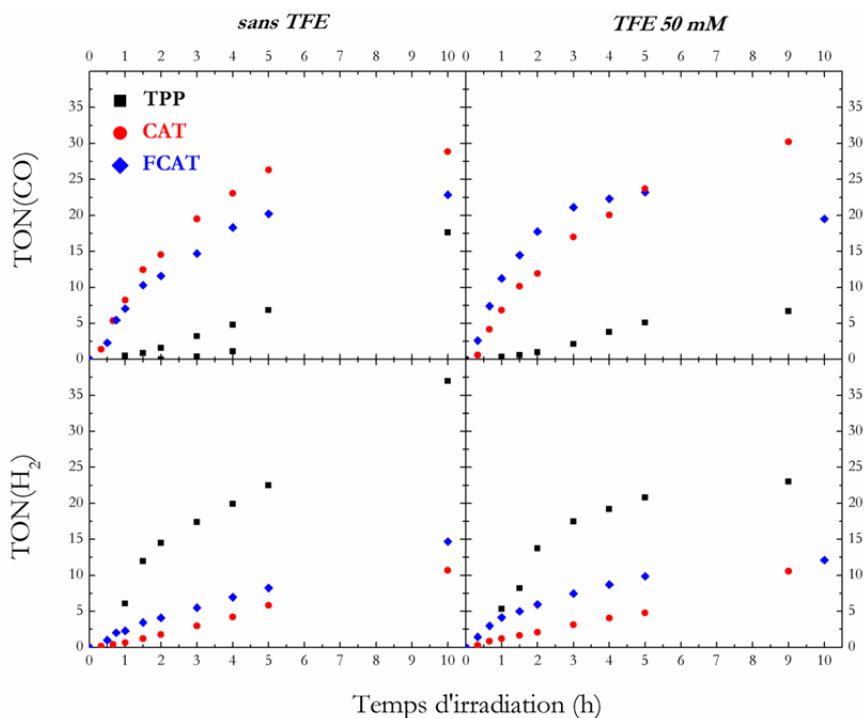 sans TFE TFE 50 mM
0 1 2 3 4 5 6 7 8 9 10 0 1 2 3 4 5 6 7 8 9 10
TPP
CAT
FCAT
TON(CO)
35
30
25
20
15
10
5
0
TON(H2)
35
30
25
20
15
10
5
0
0 1 2 3 4 5 6 7 8 9 10 0 1 2 3 4 5 6 7 8 9 10
Temps d'irradiation (h)